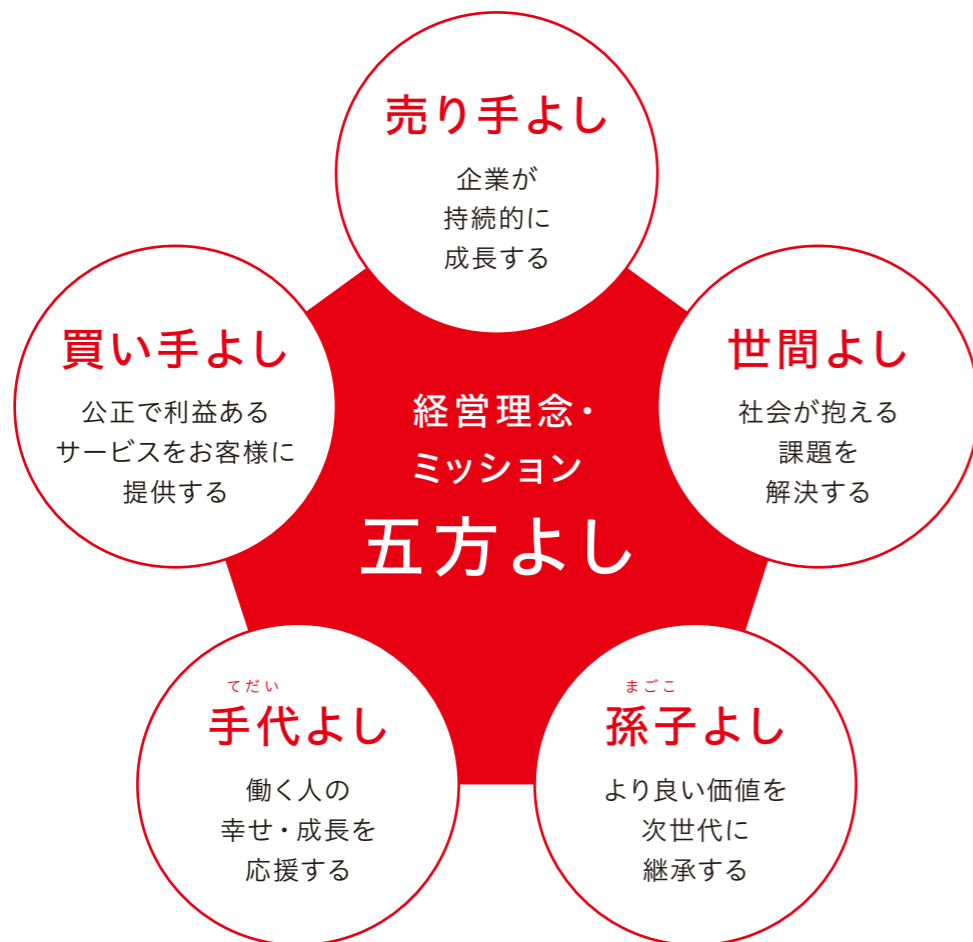 売り手よし
企業が
持続的に
成長する
買い手よし
公正で利益ある
サービスをお客様に
提供する
経営理念・
ミッション
五方よし
世間よし
社会が抱える
課題を
解決する
てだい
手代よし
働く人の
幸せ・成長を
応援する
まごこ
孫子よし
より良い価値を
次世代に
継承する